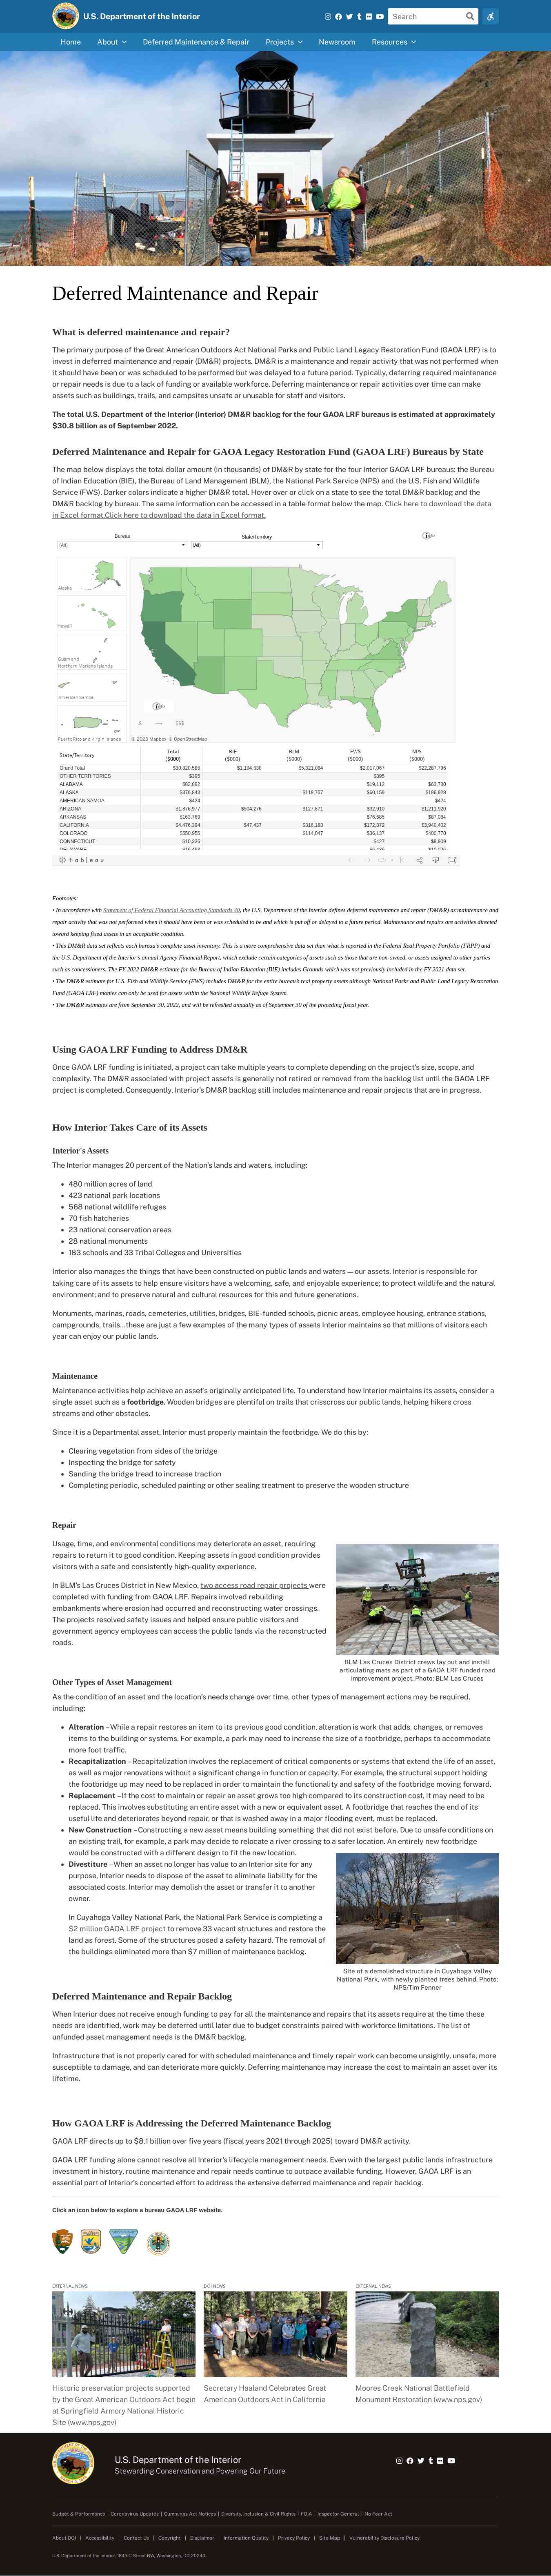 U.S. Department of the Interior
Search
Home
About
Deferred Maintenance & Repair
Projects
Newsroom
Resources
Deferred Maintenance and Repair
What is deferred maintenance and repair?
The primary purpose of the Great American Outdoors Act National Parks and Public Land Legacy Restoration Fund (GAOA LRF) is to
invest in deferred maintenance and repair (DM&R) projects. DM&R is a maintenance and repair activity that was not performed when
it should have been or was scheduled to be performed but was delayed to a future period. Typically, deferring required maintenance
or repair needs is due to a lack of funding or available workforce. Deferring maintenance or repair activities over time can make
assets such as buildings, trails, and campsites unsafe or unusable for staff and visitors.
The total U.S. Department of the Interior (Interior) DM&R backlog for the four GAOA LRF bureaus is estimated at approximately
$30.8 billion as of September 2022.
Deferred Maintenance and Repair for GAOA Legacy Restoration Fund (GAOA LRF) Bureaus by State
The map below displays the total dollar amount (in thousands) of DM&R by state for the four Interior GAOA LRF bureaus: the Bureau
of Indian Education (BIE), the Bureau of Land Management (BLM), the National Park Service (NPS) and the U.S. Fish and Wildlife
Service (FWS). Darker colors indicate a higher DM&R total. Hover over or click on a state to see the total DM&R backlog and the
DM&R backlog by bureau. The same information can be accessed in a table format below the map. Click here to download the data
in Excel format.Click here to download the data in Excel format.
Bureau
State/Territory
(All)
(All)
Alaska
Hawaii
Guam and
Northern Mariana Islands
American Samoa
Puerto Rico and Virgin Islands
$
$$$
© 2023 Mapbox © OpenStreetMap
State/Territory
Total
($000)
BIE
($000)
BLM
($000)
FWS
($000)
NPS
($000)
Grand Total $30,820,586 $1,194,638 $5,321,084 $2,017,067 $22,287,796
OTHER TERRITORIES $395 $395
ALABAMA $82,892 $19,112 $63,780
ALASKA $376,843 $119,757 $60,159 $196,928
AMERICAN SAMOA $424 $424
ARIZONA $1,876,977 $504,276 $127,871 $32,910 $1,211,920
ARKANSAS $163,769 $76,685 $87,084
CALIFORNIA $4,476,394 $47,437 $316,183 $172,372 $3,940,402
COLORADO $550,955 $114,047 $36,137 $400,770
CONNECTICUT $10,336 $427 $9,909
+ a b l e a u
Footnotes:
• In accordance with Statement of Federal Financial Accounting Standards 40, the U.S. Department of the Interior defines deferred maintenance and repair (DM&R) as maintenance and
repair activity that was not performed when it should have been or was scheduled to be and which is put off or delayed to a future period. Maintenance and repairs are activities directed
toward keeping fixed assets in an acceptable condition.
• This DM&R data set reflects each bureau's complete asset inventory. This is a more comprehensive data set than what is reported in the Federal Real Property Portfolio (FRPP) and
the U.S. Department of the Interior's annual Agency Financial Report, which exclude certain categories of assets such as those that are non-owned, or assets assigned to other parties
such as concessioners. The FY 2022 DM&R estimate for the Bureau of Indian Education (BIE) includes Grounds which was not previously included in the FY 2021 data set.
• The DM&R estimate for U.S. Fish and Wildlife Service (FWS) includes DM&R for the entire bureau's real property assets although National Parks and Public Land Legacy Restoration
Fund (GAOA LRF) monies can only be used for assets within the National Wildlife Refuge System.
• The DM&R estimates are from September 30, 2022, and will be refreshed annually as of September 30 of the preceding fiscal year.
Using GAOA LRF Funding to Address DM&R
Once GAOA LRF funding is initiated, a project can take multiple years to complete depending on the project's size, scope, and
complexity. The DM&R associated with project assets is generally not retired or removed from the backlog list until the GAOA LRF
project is completed. Consequently, Interior's DM&R backlog still includes maintenance and repair projects that are in progress.
How Interior Takes Care of its Assets
Interior's Assets
The Interior manages 20 percent of the Nation's lands and waters, including:
• 480 million acres of land
• 423 national park locations
• 568 national wildlife refuges
• 70 fish hatcheries
• 23 national conservation areas
• 28 national monuments
• 183 schools and 33 Tribal Colleges and Universities
Interior also manages the things that have been constructed on public lands and waters — our assets. Interior is responsible for
taking care of its assets to help ensure visitors have a welcoming, safe, and enjoyable experience; to protect wildlife and the natural
environment; and to preserve natural and cultural resources for this and future generations.
Monuments, marinas, roads, cemeteries, utilities, bridges, BIE-funded schools, picnic areas, employee housing, entrance stations,
campgrounds, trails...these are just a few examples of the many types of assets Interior maintains so that millions of visitors each
year can enjoy our public lands.
Maintenance
Maintenance activities help achieve an asset's originally anticipated life. To understand how Interior maintains its assets, consider a
single asset such as a footbridge. Wooden bridges are plentiful on trails that crisscross our public lands, helping hikers cross
streams and other obstacles.
Since it is a Departmental asset, Interior must properly maintain the footbridge. We do this by:
• Clearing vegetation from sides of the bridge
• Inspecting the bridge for safety
• Sanding the bridge tread to increase traction
• Completing periodic, scheduled painting or other sealing treatment to preserve the wooden structure
Repair
Usage, time, and environmental conditions may deteriorate an asset, requiring
repairs to return it to good condition. Keeping assets in good condition provides
visitors with a safe and consistently high-quality experience.
In BLM's Las Cruces District in New Mexico, two access road repair projects were
completed with funding from GAOA LRF. Repairs involved rebuilding
embankments where erosion had occurred and reconstructing water crossings.
The projects resolved safety issues and helped ensure public visitors and
government agency employees can access the public lands via the reconstructed
roads.
BLM Las Cruces District crews lay out and install
articulating mats as part of a GAOA LRF funded road
improvement project. Photo: BLM Las Cruces
Other Types of Asset Management
As the condition of an asset and the location's needs change over time, other types of management actions may be required,
including:
• Alteration – While a repair restores an item to its previous good condition, alteration is work that adds, changes, or removes
items to the building or systems. For example, a park may need to increase the size of a footbridge, perhaps to accommodate
more foot traffic.
• Recapitalization – Recapitalization involves the replacement of critical components or systems that extend the life of an asset,
as well as major renovations without a significant change in function or capacity. For example, the structural support holding
the footbridge up may need to be replaced in order to maintain the functionality and safety of the footbridge moving forward.
• Replacement – If the cost to maintain or repair an asset grows too high compared to its construction cost, it may need to be
replaced. This involves substituting an entire asset with a new or equivalent asset. A footbridge that reaches the end of its
useful life and deteriorates beyond repair, or that is washed away in a major flooding event, must be replaced.
• New Construction – Constructing a new asset means building something that did not exist before. Due to unsafe conditions on
an existing trail, for example, a park may decide to relocate a river crossing to a safer location. An entirely new footbridge
would be constructed with a different design to fit the new location.
• Divestiture – When an asset no longer has value to an Interior site for any
purpose, Interior needs to dispose of the asset to eliminate liability for the
associated costs. Interior may demolish the asset or transfer it to another
owner.
In Cuyahoga Valley National Park, the National Park Service is completing a
$2 million GAOA LRF project to remove 33 vacant structures and restore the
land as forest. Some of the structures posed a safety hazard. The removal of
the buildings eliminated more than $7 million of maintenance backlog.
Site of a demolished structure in Cuyahoga Valley
National Park, with newly planted trees behind. Photo:
NPS/Tim Fenner
Deferred Maintenance and Repair Backlog
When Interior does not receive enough funding to pay for all the maintenance and repairs that its assets require at the time these
needs are identified, work may be deferred until later due to budget constraints paired with workforce limitations. The list of
unfunded asset management needs is the DM&R backlog.
Infrastructure that is not properly cared for with scheduled maintenance and timely repair work can become unsightly, unsafe, more
susceptible to damage, and can deteriorate more quickly. Deferring maintenance may increase the cost to maintain an asset over its
lifetime.
How GAOA LRF is Addressing the Deferred Maintenance Backlog
GAOA LRF directs up to $8.1 billion over five years (fiscal years 2021 through 2025) toward DM&R activity.
GAOA LRF funding alone cannot resolve all Interior's lifecycle management needs. Even with the largest public lands infrastructure
investment in history, routine maintenance and repair needs continue to outpace available funding. However, GAOA LRF is an
essential part of Interior's concerted effort to address the extensive deferred maintenance and repair backlog.
Click an icon below to explore a bureau GAOA LRF website.
EXTERNAL NEWS
Historic preservation projects supported
by the Great American Outdoors Act begin
at Springfield Armory National Historic
Site (www.nps.gov)
DOI NEWS
Secretary Haaland Celebrates Great
American Outdoors Act in California
EXTERNAL NEWS
Moores Creek National Battlefield
Monument Restoration (www.nps.gov)
U.S. Department of the Interior
Stewarding Conservation and Powering Our Future
Budget & Performance | Coronavirus Updates | Cummings Act Notices | Diversity, Inclusion & Civil Rights | FOIA | Inspector General | No Fear Act
About DOI | Accessibility | Contact Us | Copyright | Disclaimer | Information Quality | Privacy Policy | Site Map | Vulnerability Disclosure Policy
U.S. Department of the Interior, 1849 C Street NW, Washington, DC 20240.